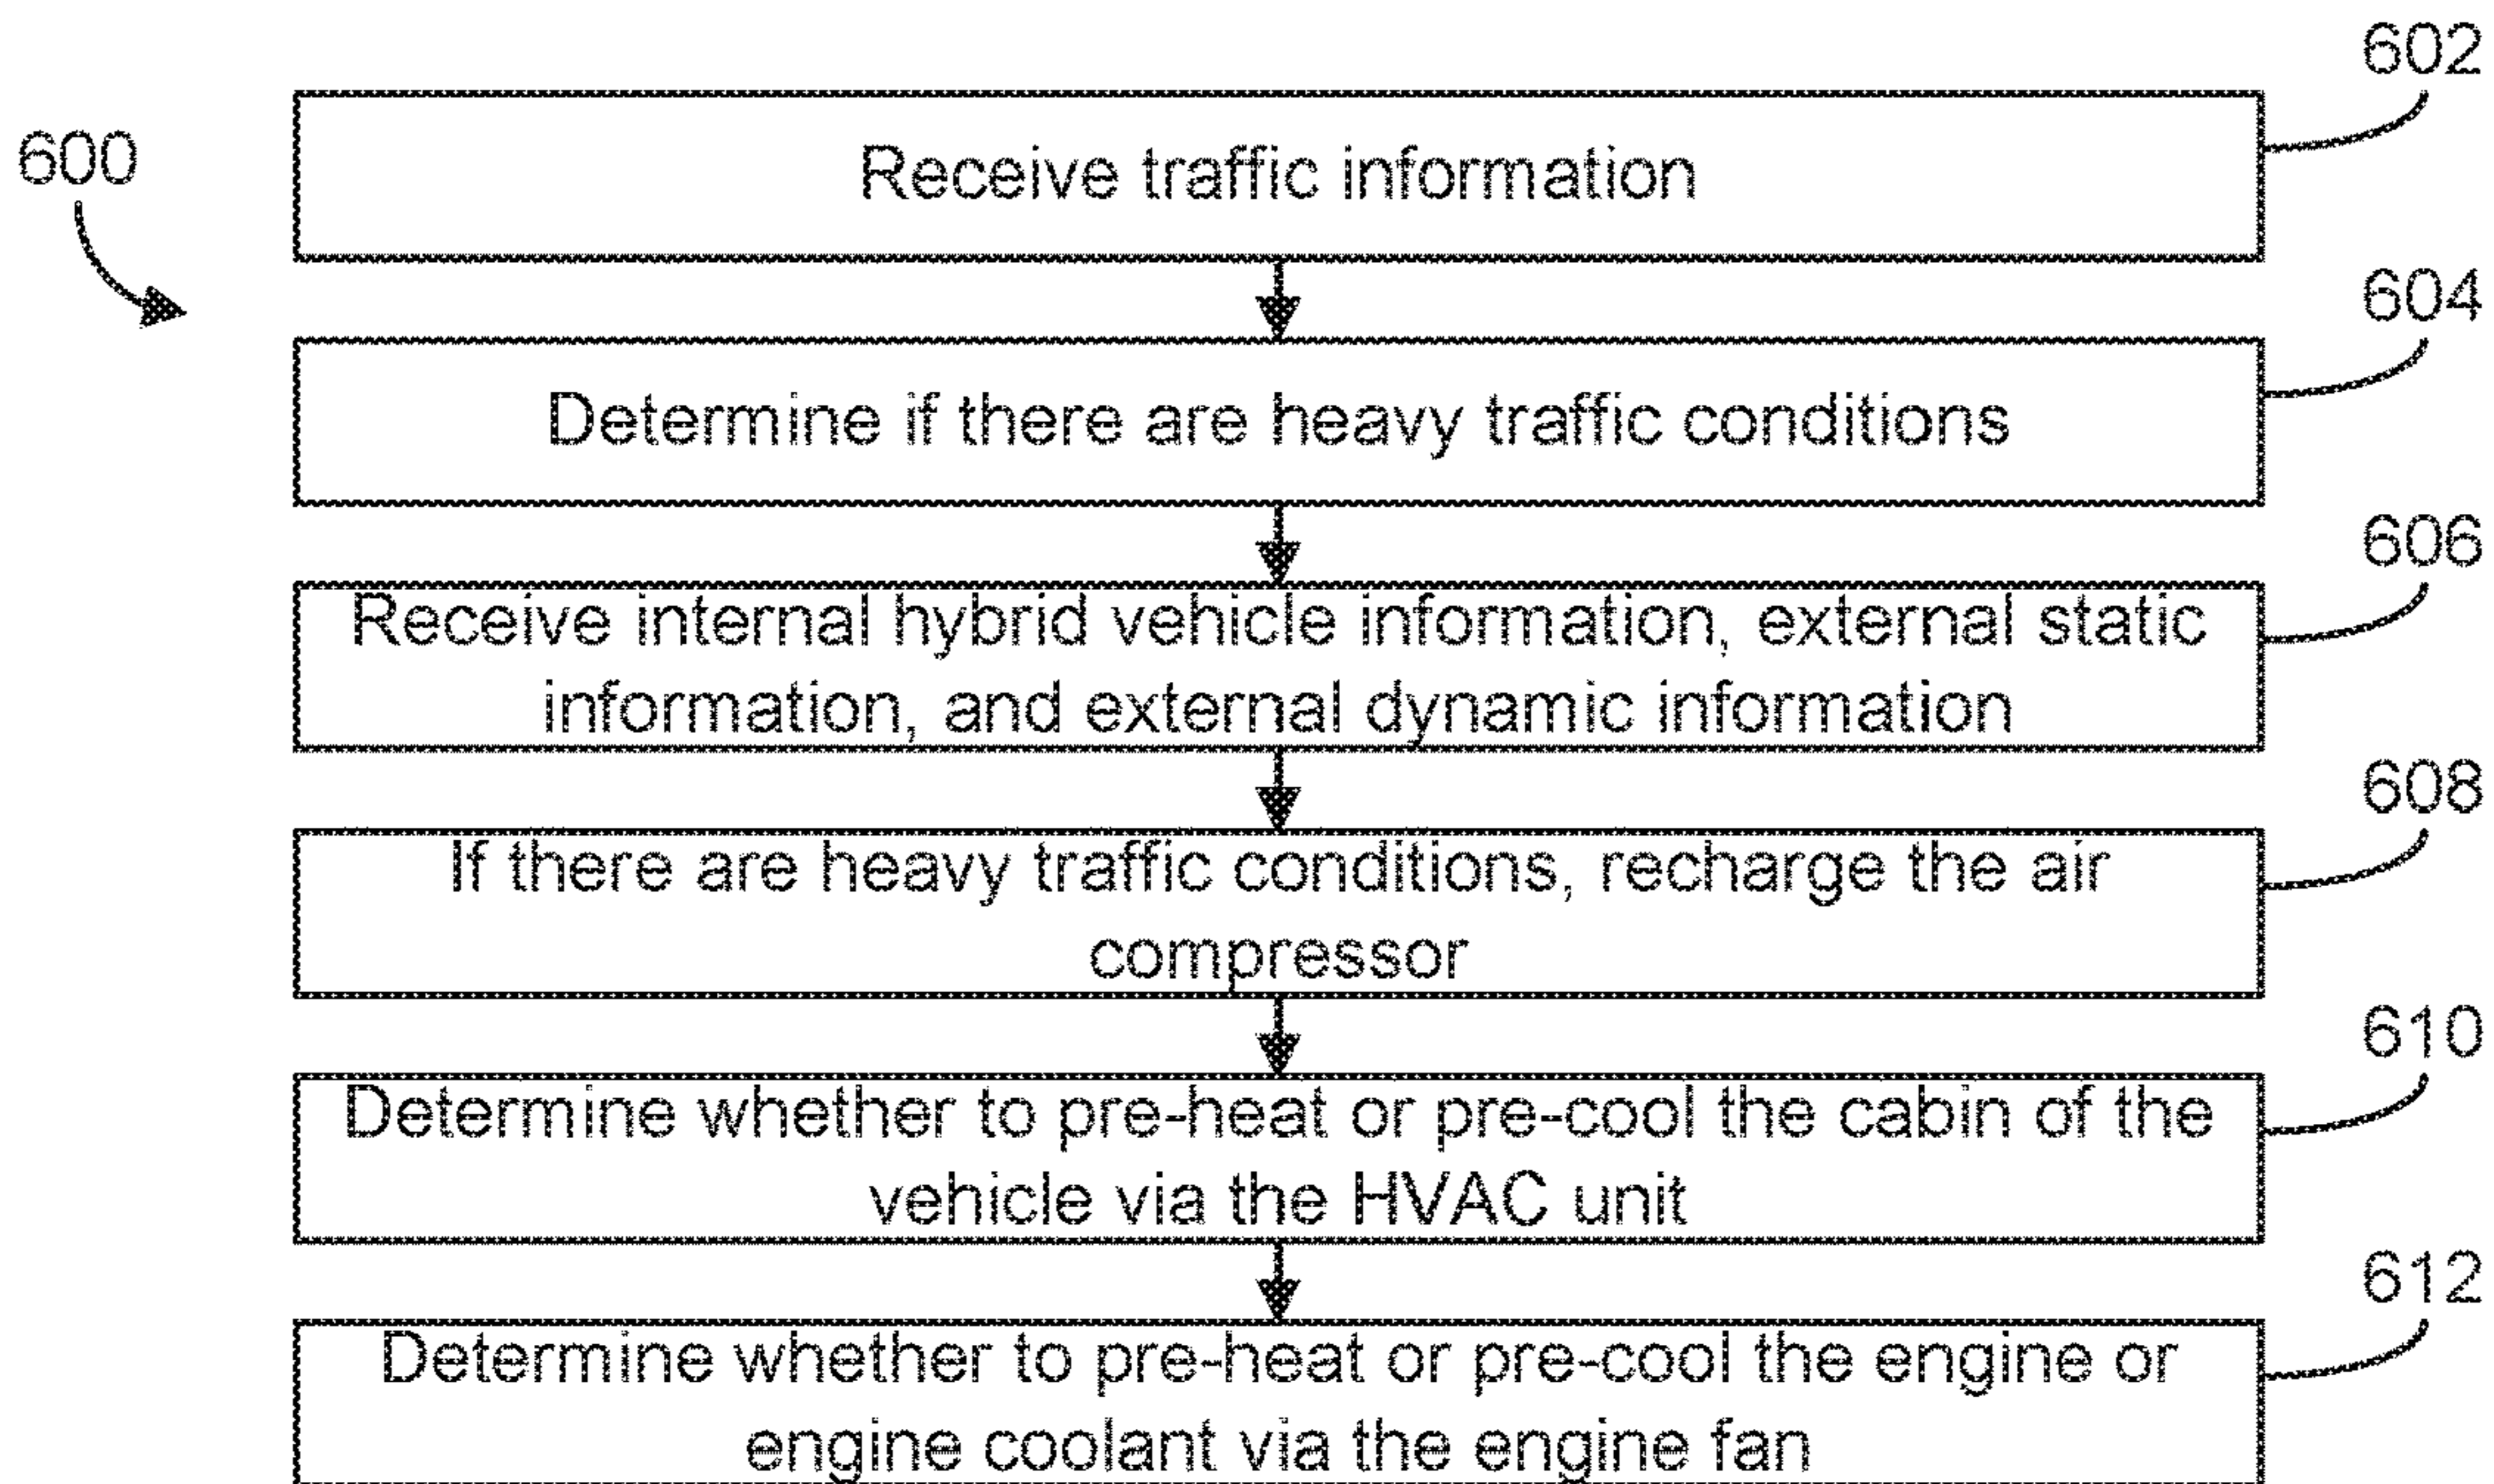 602
600
Receive traffic information
604
Determine if there are heavy traffic conditions
606
Receive internal hybrid vehicle information, external static
information, and external dynamic information
608
If there are heavy traffic conditions, recharge the air
compressor
610
Determine whether to pre-heat or pre-cool the cabin of the
vehicle via the HVAC unit
612
Determine whether to pre-heat or pre-cool the engine or
engine coolant via the engine fan